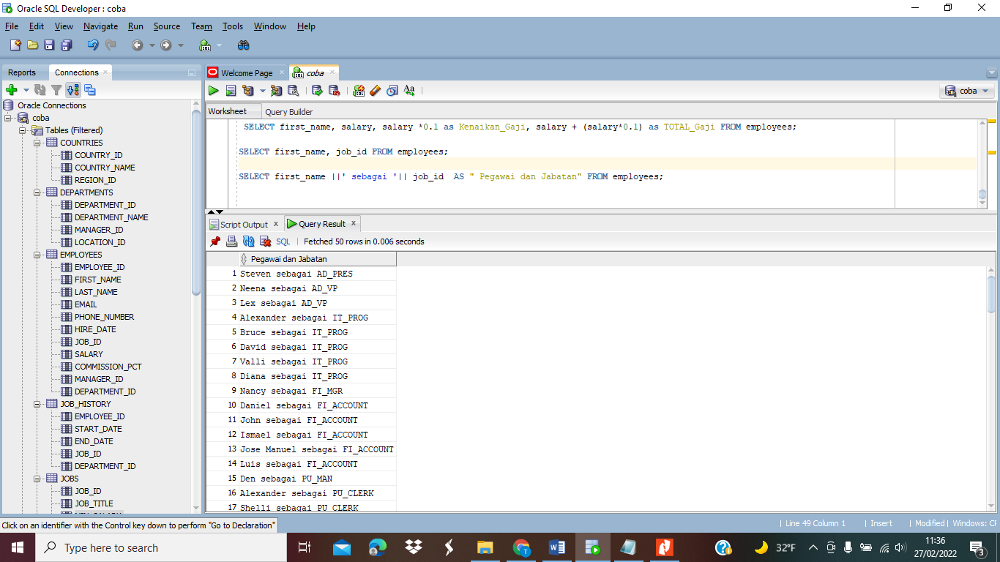 Oracle SQL Developer : coba
File Edit View Navigate Run Source Team Tools Window Help
Reports Connections
Welcome Page coba
coba
Worksheet Query Builder
Oracle Connections
coba
Tables (Filtered)
COUNTRIES
COUNTRY_ID
COUNTRY_NAME
REGION_ID
DEPARTMENTS
DEPARTMENT_ID
DEPARTMENT_NAME
MANAGER_ID
LOCATION_ID
EMPLOYEES
EMPLOYEE_ID
FIRST_NAME
LAST_NAME
EMAIL
PHONE_NUMBER
HIRE_DATE
JOB_ID
SALARY
COMMISSION_PCT
MANAGER_ID
DEPARTMENT_ID
JOB_HISTORY
EMPLOYEE_ID
START_DATE
END_DATE
JOB_ID
DEPARTMENT_ID
JOBS
JOB_ID
JOB_TITLE
SELECT first_name, salary, salary *0.1 as Kenaikan_Gaji, salary + (salary*0.1) as TOTAL_Gaji FROM employees;
SELECT first_name, job_id FROM employees;
SELECT first_name ||' sebagai '|| job_id  AS " Pegawai dan Jabatan" FROM employees;
Script Output x Query Result x
SQL | Fetched 50 rows in 0.006 seconds
Pegawai dan Jabatan
1 Steven sebagai AD_PRES
2 Neena sebagai AD_VP
3 Lex sebagai AD_VP
4 Alexander sebagai IT_PROG
5 Bruce sebagai IT_PROG
6 David sebagai IT_PROG
7 Valli sebagai IT_PROG
8 Diana sebagai IT_PROG
9 Nancy sebagai FI_MGR
10 Daniel sebagai FI_ACCOUNT
11 John sebagai FI_ACCOUNT
12 Ismael sebagai FI_ACCOUNT
13 Jose Manuel sebagai FI_ACCOUNT
14 Luis sebagai FI_ACCOUNT
15 Den sebagai PU_MAN
16 Alexander sebagai PU_CLERK
17 Shelli sebagai PU_CLERK
Click on an identifier with the Control key down to perform "Go to Declaration"
| Line 49 Column 1 | Insert | Modified | Windows: CF
Type here to search
32°F
11:36
27/02/2022
3